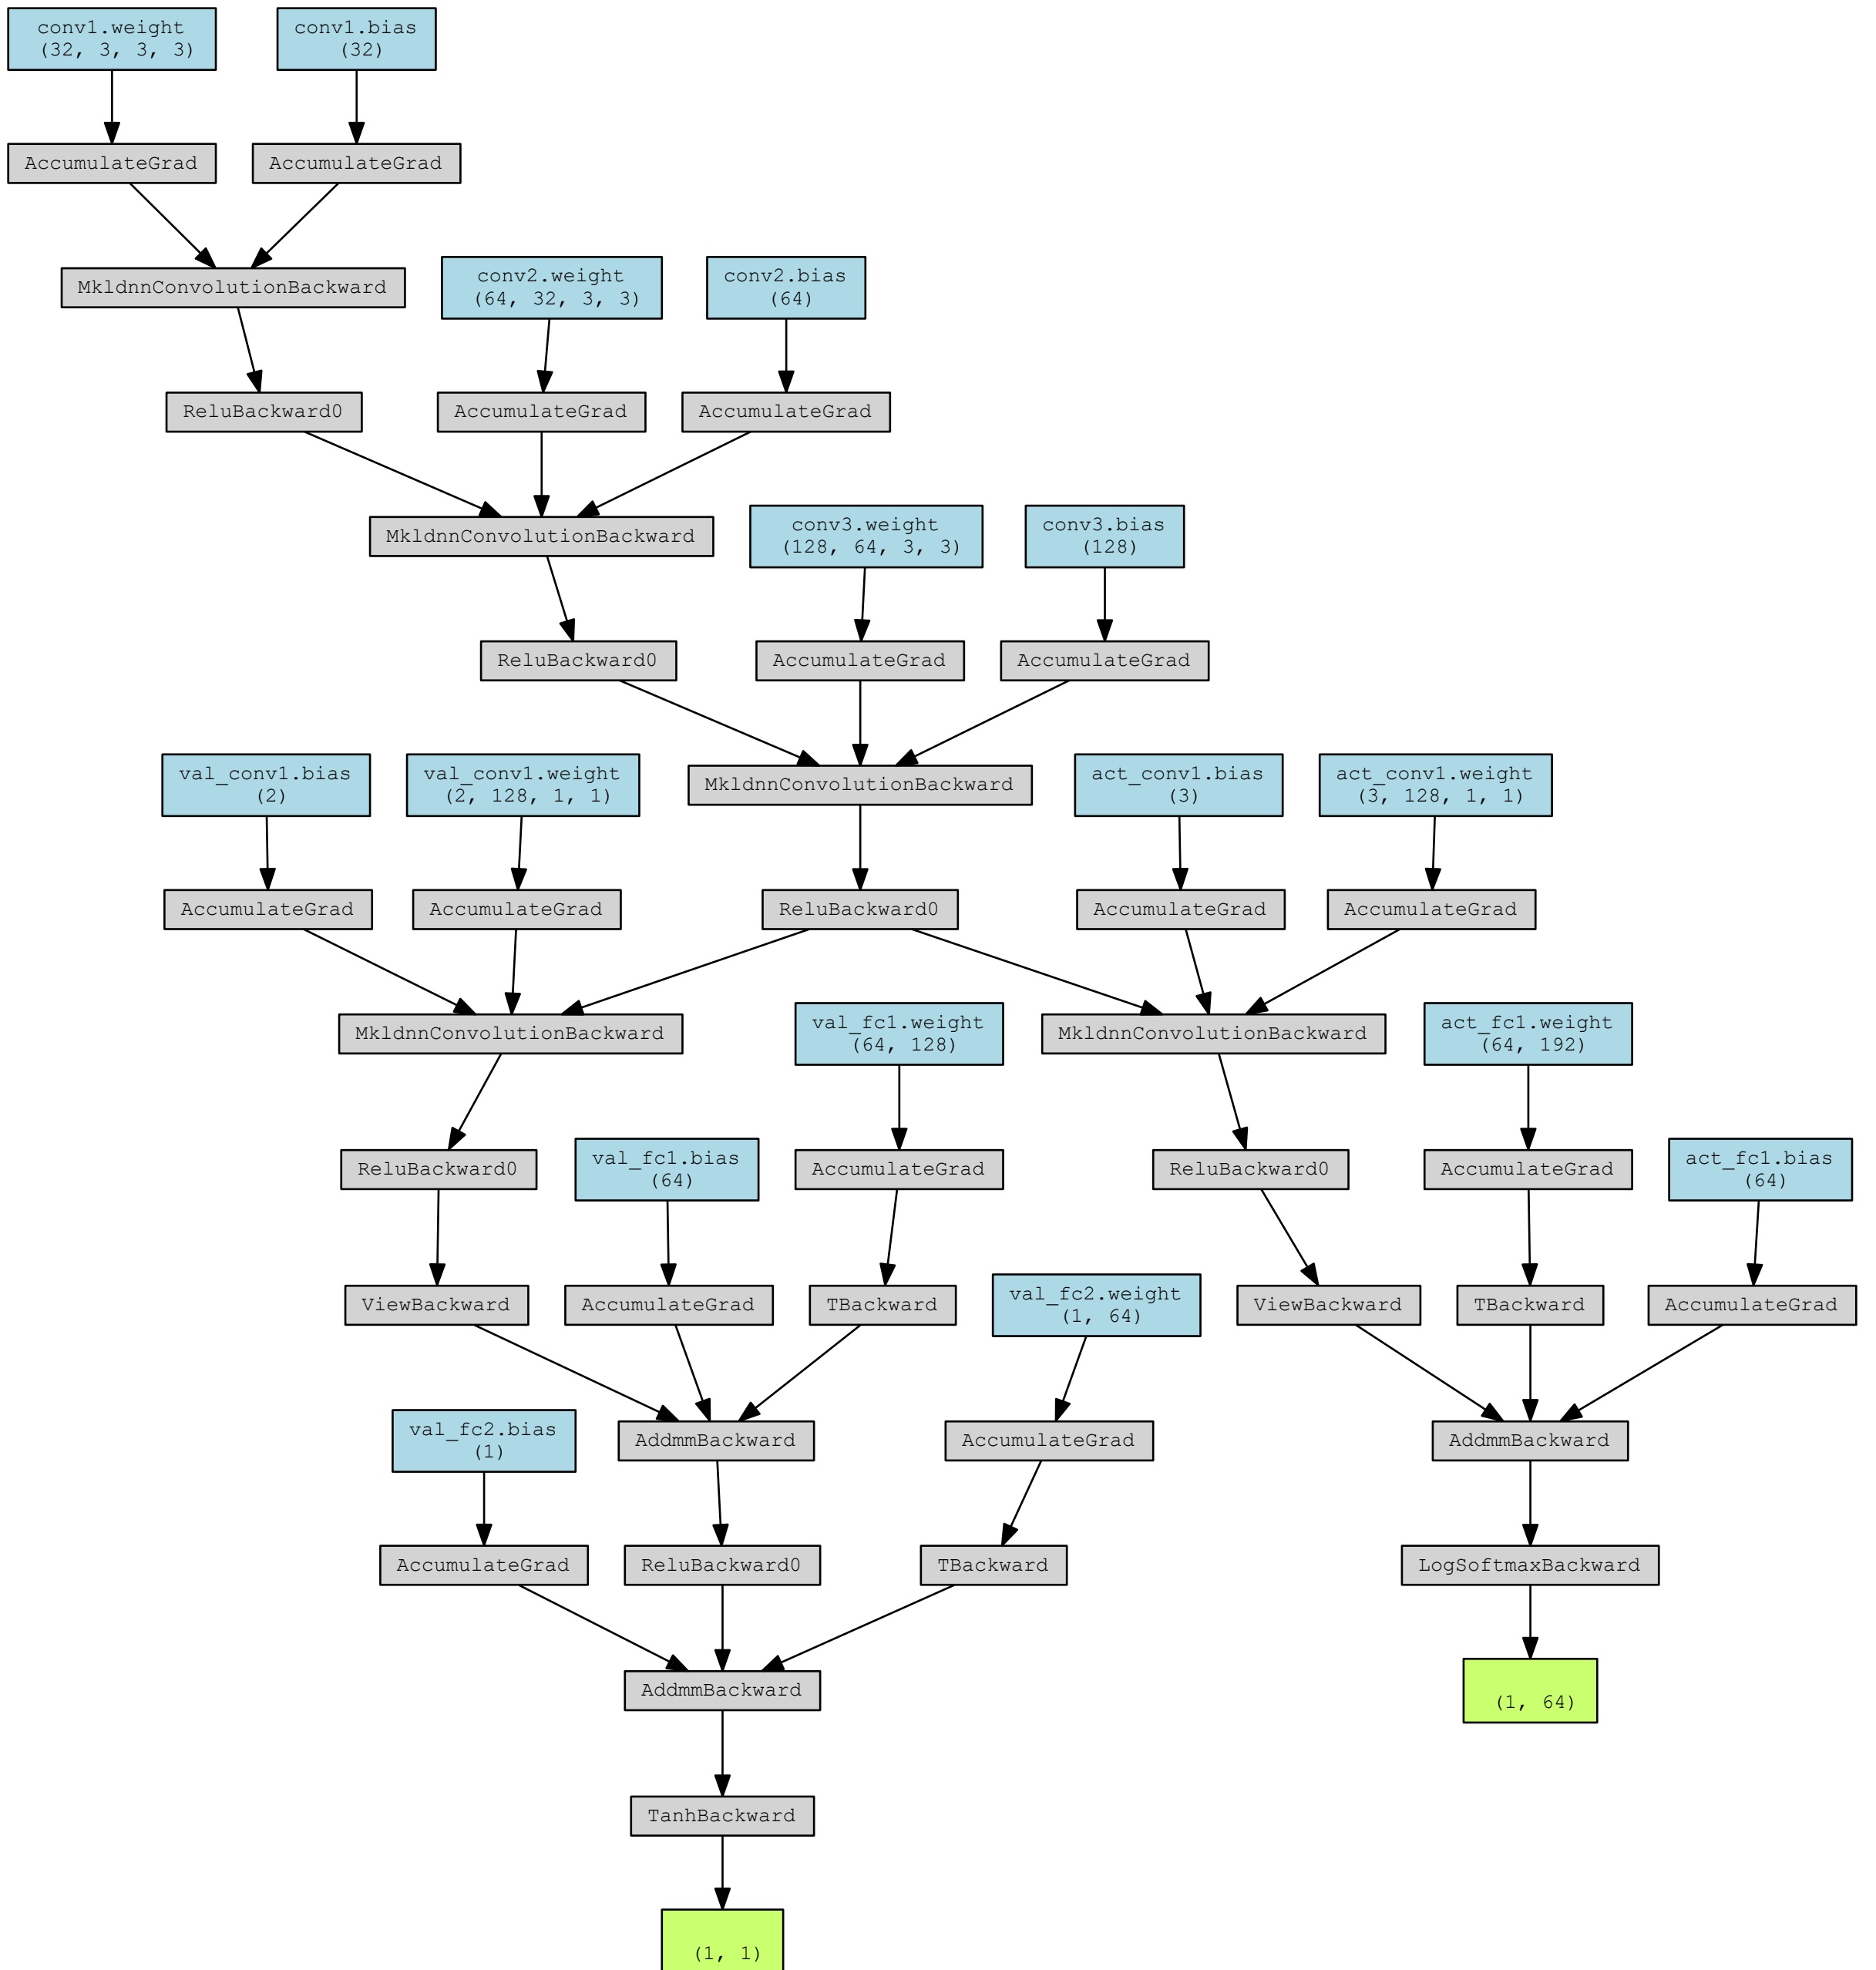 conv1.weight
(32, 3, 3, 3)
conv1.bias
(32)
AccumulateGrad
AccumulateGrad
MkldnnConvolutionBackward
conv2.weight
(64, 32, 3, 3)
conv2.bias
(64)
ReluBackward0
AccumulateGrad
AccumulateGrad
MkldnnConvolutionBackward
conv3.weight
(128, 64, 3, 3)
conv3.bias
(128)
ReluBackward0
AccumulateGrad
AccumulateGrad
val_conv1.bias
(2)
val_conv1.weight
(2, 128, 1, 1)
MkldnnConvolutionBackward
act_conv1.bias
(3)
act_conv1.weight
(3, 128, 1, 1)
AccumulateGrad
AccumulateGrad
ReluBackward0
AccumulateGrad
AccumulateGrad
MkldnnConvolutionBackward
val_fc1.weight
(64, 128)
MkldnnConvolutionBackward
act_fc1.weight
(64, 192)
ReluBackward0
val_fc1.bias
(64)
AccumulateGrad
ReluBackward0
AccumulateGrad
act_fc1.bias
(64)
ViewBackward
AccumulateGrad
TBackward
val_fc2.weight
(1, 64)
ViewBackward
TBackward
AccumulateGrad
val_fc2.bias
(1)
AddmmBackward
AccumulateGrad
AddmmBackward
AccumulateGrad
ReluBackward0
TBackward
LogSoftmaxBackward
AddmmBackward
(1, 64)
TanhBackward
(1, 1)